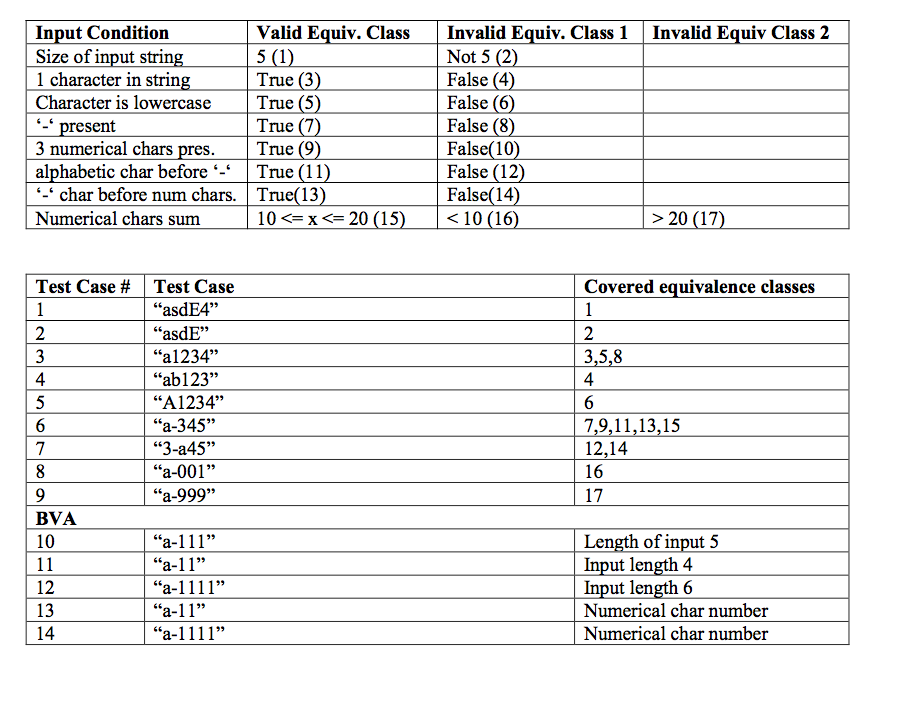 Input Condition Valid Equiv. Class Invalid Equiv. Class 1 Invalid Equiv Class 2
Size of input string 5 (1) Not 5 (2)
1 character in string True (3) False (4)
Character is lowercase True (5) False (6)
‘-‘ present True (7) False (8)
3 numerical chars pres. True (9) False(10)
alphabetic char before ‘-‘ True (11) False (12)
‘-‘ char before num chars. True(13) False(14)
Numerical chars sum 10 <= x <= 20 (15) < 10 (16) > 20 (17)
Test Case # Test Case Covered equivalence classes
1 “asdE4” 1
2 “asdE” 2
3 “a1234” 3,5,8
4 “ab123” 4
5 “A1234” 6
6 “a-345” 7,9,11,13,15
7 “3-a45” 12,14
8 “a-001” 16
9 “a-999” 17
BVA
10 “a-111” Length of input 5
11 “a-11” Input length 4
12 “a-1111” Input length 6
13 “a-11” Numerical char number
14 “a-1111” Numerical char number